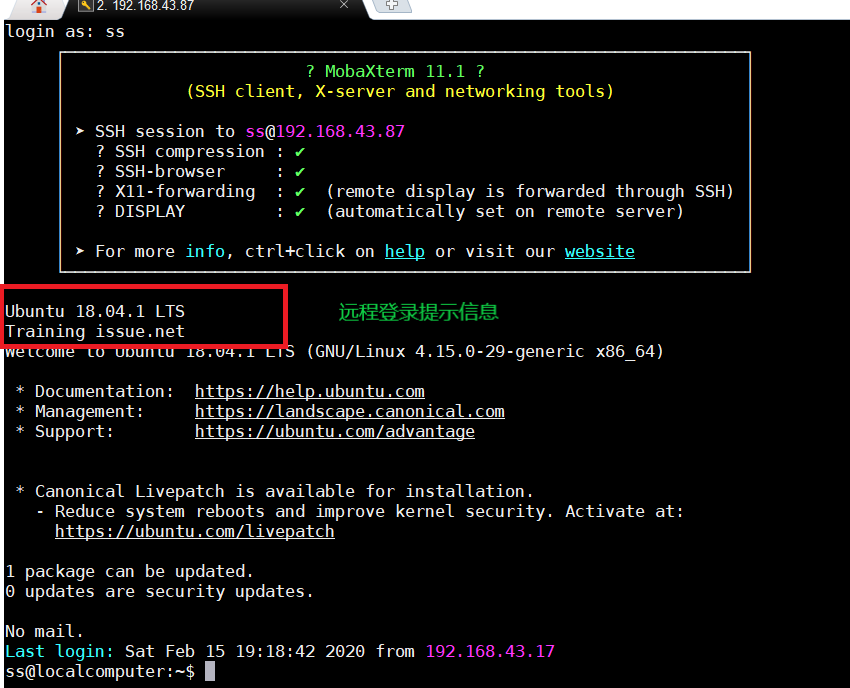 2. 192.168.43.87
login as: ss
? MobaXterm 11.1 ?
(SSH client, X-server and networking tools)
➤ SSH session to ss@192.168.43.87
? SSH compression : ✔
? SSH-browser     : ✔
? X11-forwarding  : ✔  (remote display is forwarded through SSH)
? DISPLAY         : ✔  (automatically set on remote server)
➤ For more info, ctrl+click on help or visit our website
Ubuntu 18.04.1 LTS
远程登录提示信息
Training issue.net
Welcome to Ubuntu 18.04.1 LTS (GNU/Linux 4.15.0-29-generic x86_64)
* Documentation:  https://help.ubuntu.com
* Management:     https://landscape.canonical.com
* Support:        https://ubuntu.com/advantage
* Canonical Livepatch is available for installation.
- Reduce system reboots and improve kernel security. Activate at:
https://ubuntu.com/livepatch
1 package can be updated.
0 updates are security updates.
No mail.
Last login: Sat Feb 15 19:18:42 2020 from 192.168.43.17
ss@localcomputer:~$